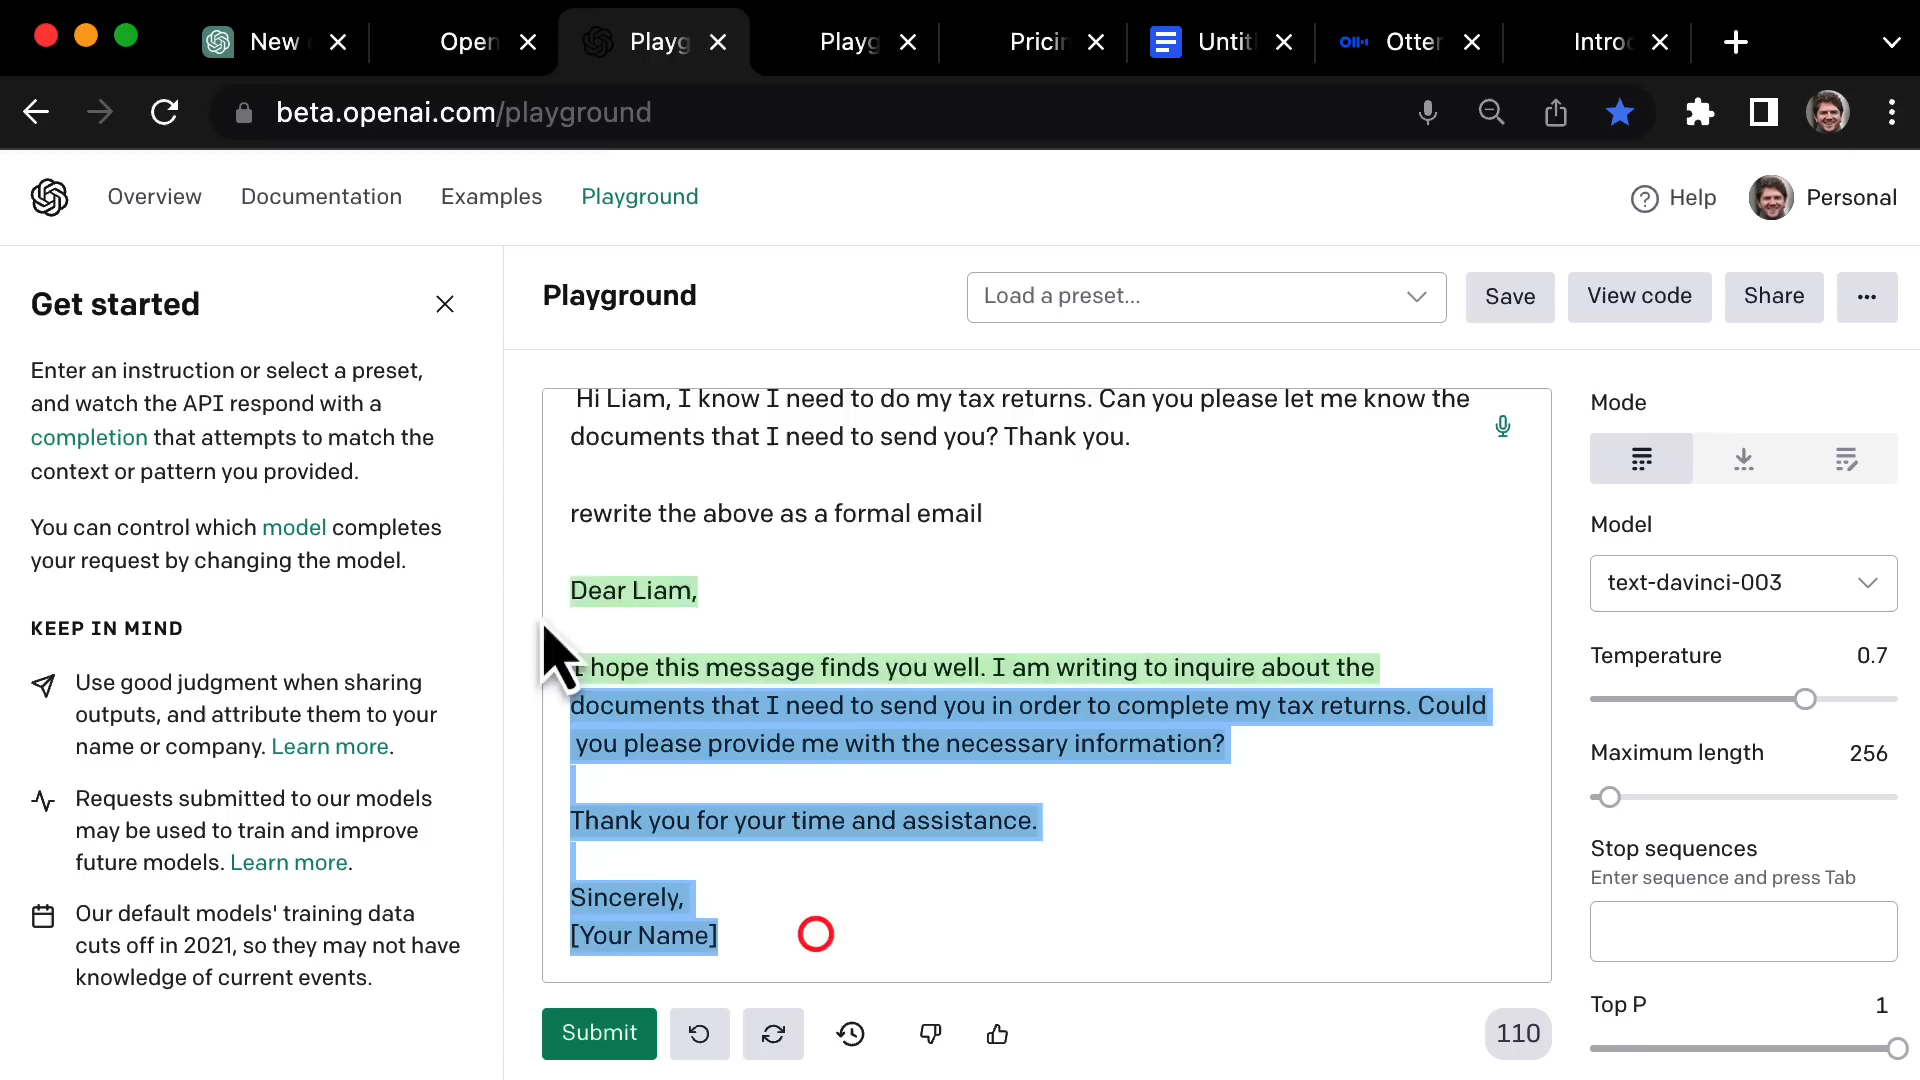 New
Open
Playg
Playg
Pricin
Untit
Otter
Introd
beta.openai.com/playground
Overview
Documentation
Examples
Playground
Help
Personal
Get started
Enter an instruction or select a preset,
and watch the API respond with a
completion that attempts to match the
context or pattern you provided.
You can control which model completes
your request by changing the model.
KEEP IN MIND
Use good judgment when sharing
outputs, and attribute them to your
name or company. Learn more.
Requests submitted to our models
may be used to train and improve
future models. Learn more.
Our default models' training data
cuts off in 2021, so they may not have
knowledge of current events.
Playground
Load a preset...
Save
View code
Share
Hi Liam, I know I need to do my tax returns. Can you please let me know the
documents that I need to send you? Thank you.
rewrite the above as a formal email
Dear Liam,
I hope this message finds you well. I am writing to inquire about the
documents that I need to send you in order to complete my tax returns. Could
you please provide me with the necessary information?
Thank you for your time and assistance.
Sincerely,
[Your Name]
Submit
110
Mode
Model
text-davinci-003
Temperature 0.7
Maximum length 256
Stop sequences
Enter sequence and press Tab
Top P 1